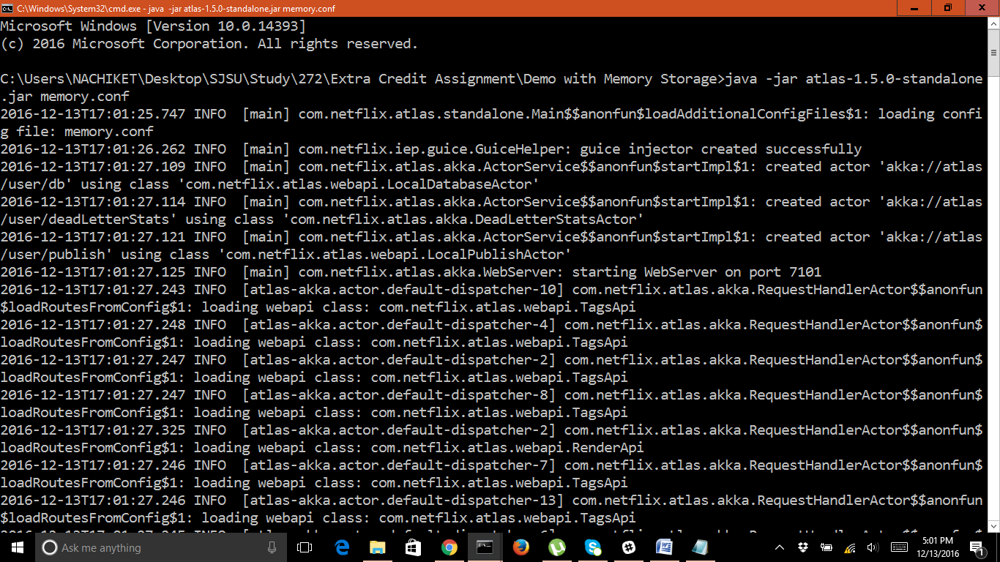 C:\Windows\System32\cmd.exe - java  -jar atlas-1.5.0-standalone.jar memory.conf
Microsoft Windows [Version 10.0.14393]
(c) 2016 Microsoft Corporation. All rights reserved.
C:\Users\NACHIKET\Desktop\SJSU\Study\272\Extra Credit Assignment\Demo with Memory Storage>java -jar atlas-1.5.0-standalone
.jar memory.conf
2016-12-13T17:01:25.747 INFO  [main] com.netflix.atlas.standalone.Main$$anonfun$loadAdditionalConfigFiles$1: loading confi
g file: memory.conf
2016-12-13T17:01:26.262 INFO  [main] com.netflix.iep.guice.GuiceHelper: guice injector created successfully
2016-12-13T17:01:27.109 INFO  [main] com.netflix.atlas.akka.ActorService$$anonfun$startImpl$1: created actor 'akka://atlas
/user/db' using class 'com.netflix.atlas.webapi.LocalDatabaseActor'
2016-12-13T17:01:27.114 INFO  [main] com.netflix.atlas.akka.ActorService$$anonfun$startImpl$1: created actor 'akka://atlas
/user/deadLetterStats' using class 'com.netflix.atlas.akka.DeadLetterStatsActor'
2016-12-13T17:01:27.121 INFO  [main] com.netflix.atlas.akka.ActorService$$anonfun$startImpl$1: created actor 'akka://atlas
/user/publish' using class 'com.netflix.atlas.webapi.LocalPublishActor'
2016-12-13T17:01:27.125 INFO  [main] com.netflix.atlas.akka.WebServer: starting WebServer on port 7101
2016-12-13T17:01:27.243 INFO  [atlas-akka.actor.default-dispatcher-10] com.netflix.atlas.akka.RequestHandlerActor$$anonfun
$loadRoutesFromConfig$1: loading webapi class: com.netflix.atlas.webapi.TagsApi
2016-12-13T17:01:27.248 INFO  [atlas-akka.actor.default-dispatcher-4] com.netflix.atlas.akka.RequestHandlerActor$$anonfun$
loadRoutesFromConfig$1: loading webapi class: com.netflix.atlas.webapi.TagsApi
2016-12-13T17:01:27.247 INFO  [atlas-akka.actor.default-dispatcher-2] com.netflix.atlas.akka.RequestHandlerActor$$anonfun$
loadRoutesFromConfig$1: loading webapi class: com.netflix.atlas.webapi.TagsApi
2016-12-13T17:01:27.247 INFO  [atlas-akka.actor.default-dispatcher-8] com.netflix.atlas.akka.RequestHandlerActor$$anonfun$
loadRoutesFromConfig$1: loading webapi class: com.netflix.atlas.webapi.TagsApi
2016-12-13T17:01:27.325 INFO  [atlas-akka.actor.default-dispatcher-2] com.netflix.atlas.akka.RequestHandlerActor$$anonfun$
loadRoutesFromConfig$1: loading webapi class: com.netflix.atlas.webapi.RenderApi
2016-12-13T17:01:27.246 INFO  [atlas-akka.actor.default-dispatcher-7] com.netflix.atlas.akka.RequestHandlerActor$$anonfun$
loadRoutesFromConfig$1: loading webapi class: com.netflix.atlas.webapi.TagsApi
2016-12-13T17:01:27.246 INFO  [atlas-akka.actor.default-dispatcher-13] com.netflix.atlas.akka.RequestHandlerActor$$anonfun
$loadRoutesFromConfig$1: loading webapi class: com.netflix.atlas.webapi.TagsApi
Ask me anything
5:01 PM
12/13/2016
1